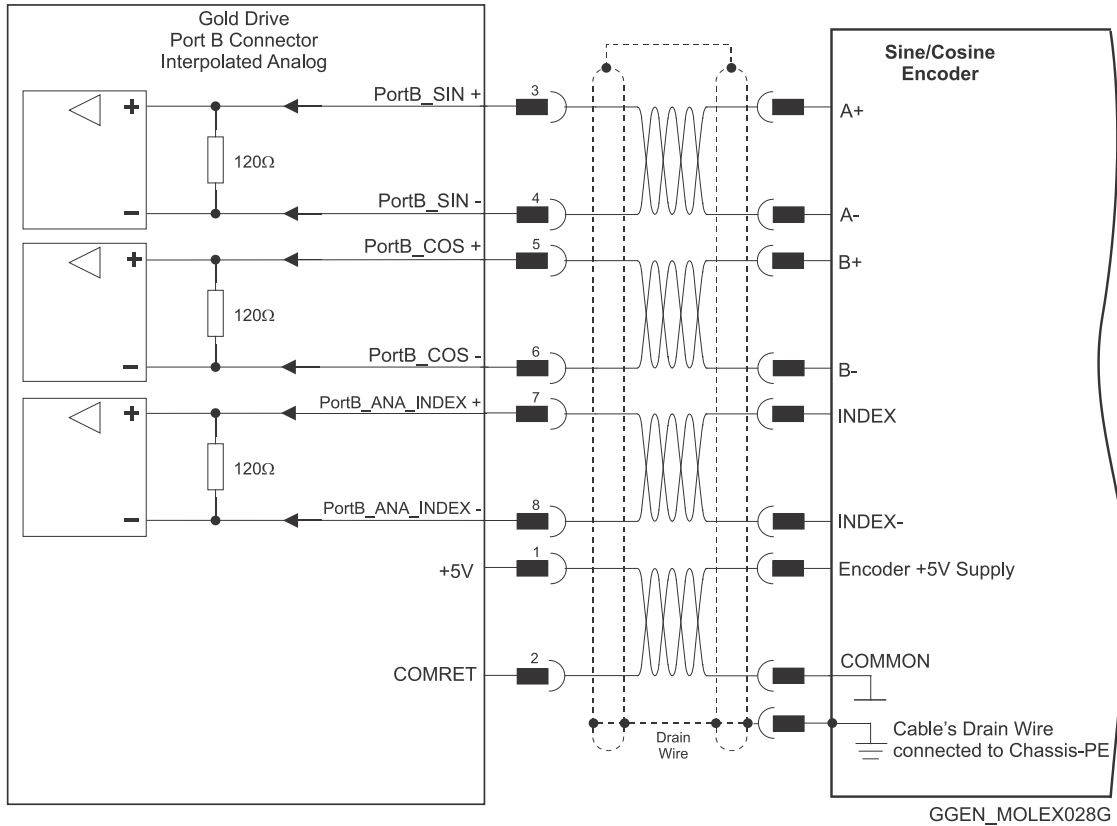 Gold Drive
Port B Connector
Interpolated Analog
Sine/Cosine
Encoder
+
PortB_SIN +
3
A+
120Ω
-
PortB_SIN -
4
A-
+
PortB_COS +
5
B+
120Ω
-
PortB_COS -
6
B-
+
PortB_ANA_INDEX +
7
INDEX
120Ω
-
PortB_ANA_INDEX -
8
INDEX-
+5V
1
Encoder +5V Supply
COMRET
2
COMMON
Drain
Wire
Cable's Drain Wire
connected to Chassis-PE
GGEN_MOLEX028G